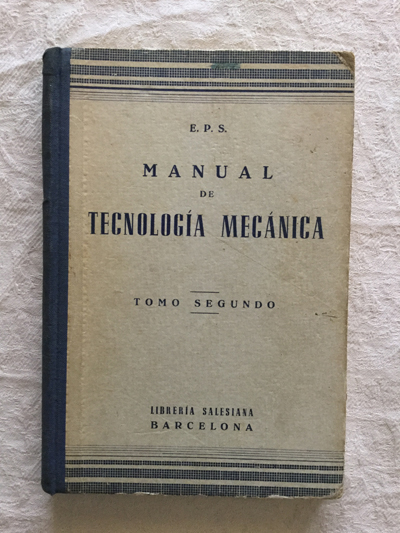 E. P. S.
MANUAL
DE
TECNOLOGÍA MECÁNICA
TOMO SEGUNDO
LIBRERÍA SALESIANA
BARCELONA